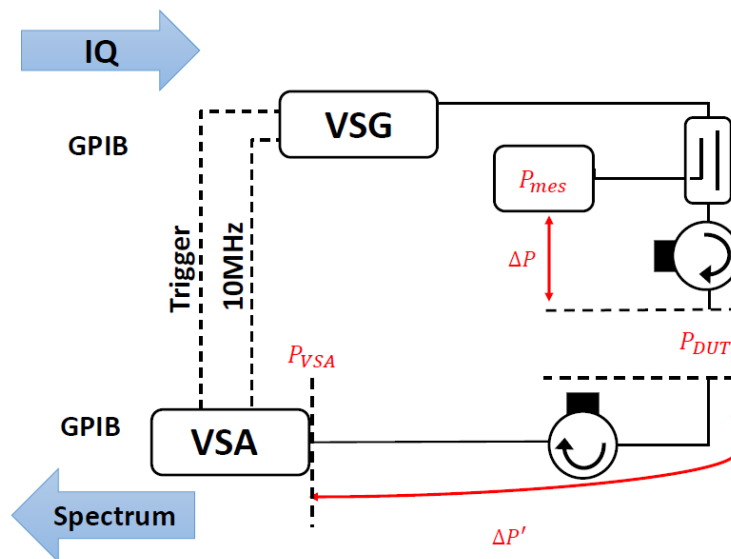 IQ
VSG
GPIB
P_mes
Trigger
10MHz
ΔP
P_VSA
P_DUT
GPIB
VSA
Spectrum
ΔP′